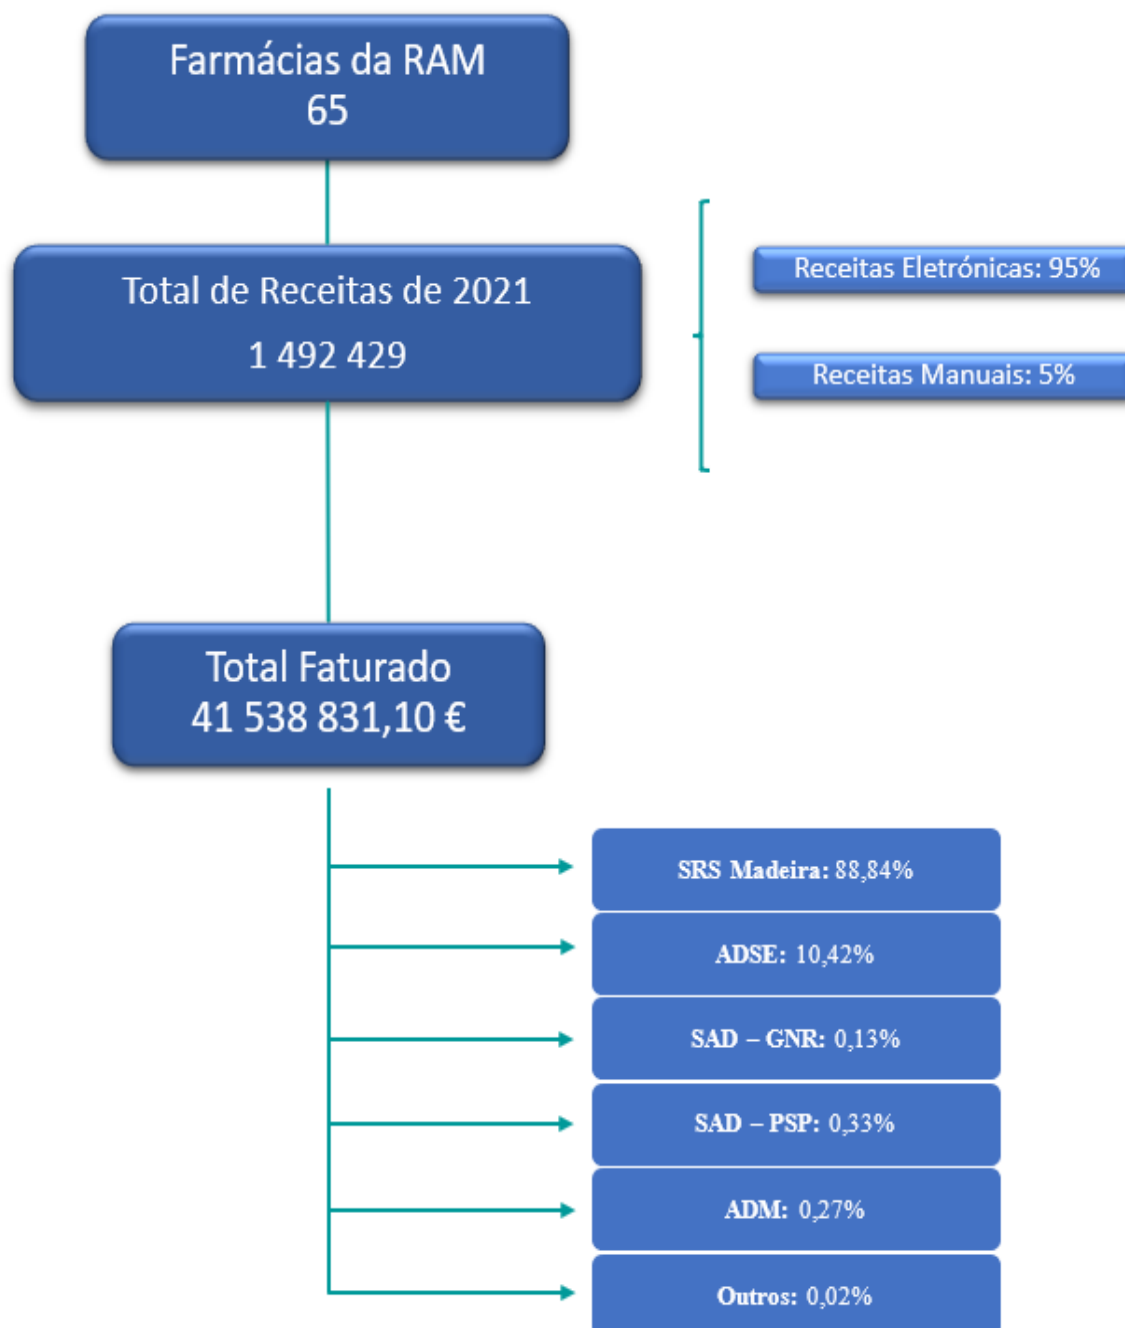 Farmácias da RAM
65
Total de Receitas de 2021
1 492 429
Receitas Eletrónicas: 95%
Receitas Manuais: 5%
Total Faturado
41 538 831,10 €
SRS Madeira: 88,84%
ADSE: 10,42%
SAD – GNR: 0,13%
SAD – PSP: 0,33%
ADM: 0,27%
Outros: 0,02%